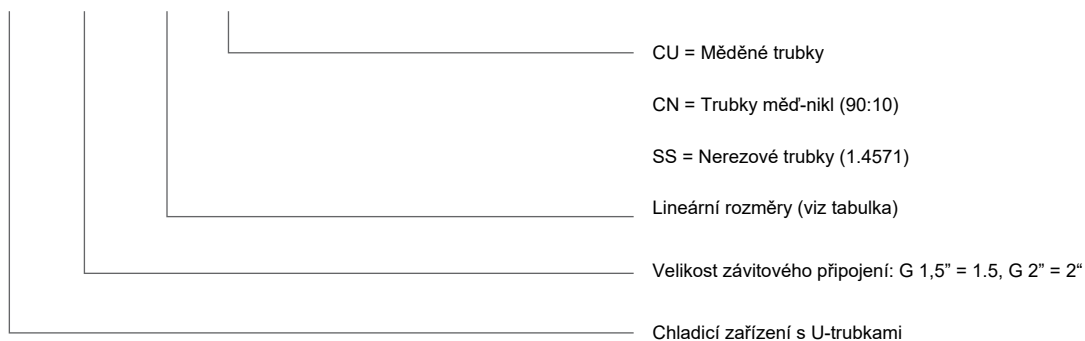 CU = Měděné trubky
CN = Trubky měď-nikl (90:10)
SS = Nerezové trubky (1.4571)
Lineární rozměry (viz tabulka)
Velikost závitového připojení: G 1,5” = 1.5, G 2” = 2“
Chladicí zařízení s U-trubkami